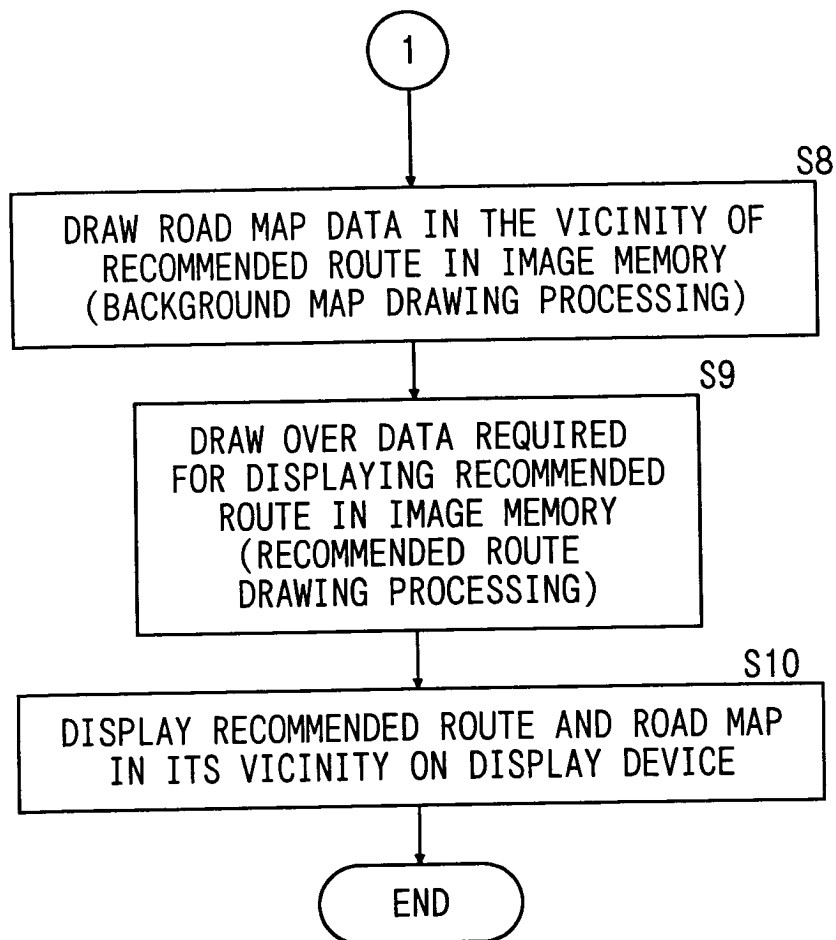 1
S8
DRAW ROAD MAP DATA IN THE VICINITY OF
RECOMMENDED ROUTE IN IMAGE MEMORY
(BACKGROUND MAP DRAWING PROCESSING)
S9
DRAW OVER DATA REQUIRED
FOR DISPLAYING RECOMMENDED
ROUTE IN IMAGE MEMORY
(RECOMMENDED ROUTE
DRAWING PROCESSING)
S10
DISPLAY RECOMMENDED ROUTE AND ROAD MAP
IN ITS VICINITY ON DISPLAY DEVICE
END